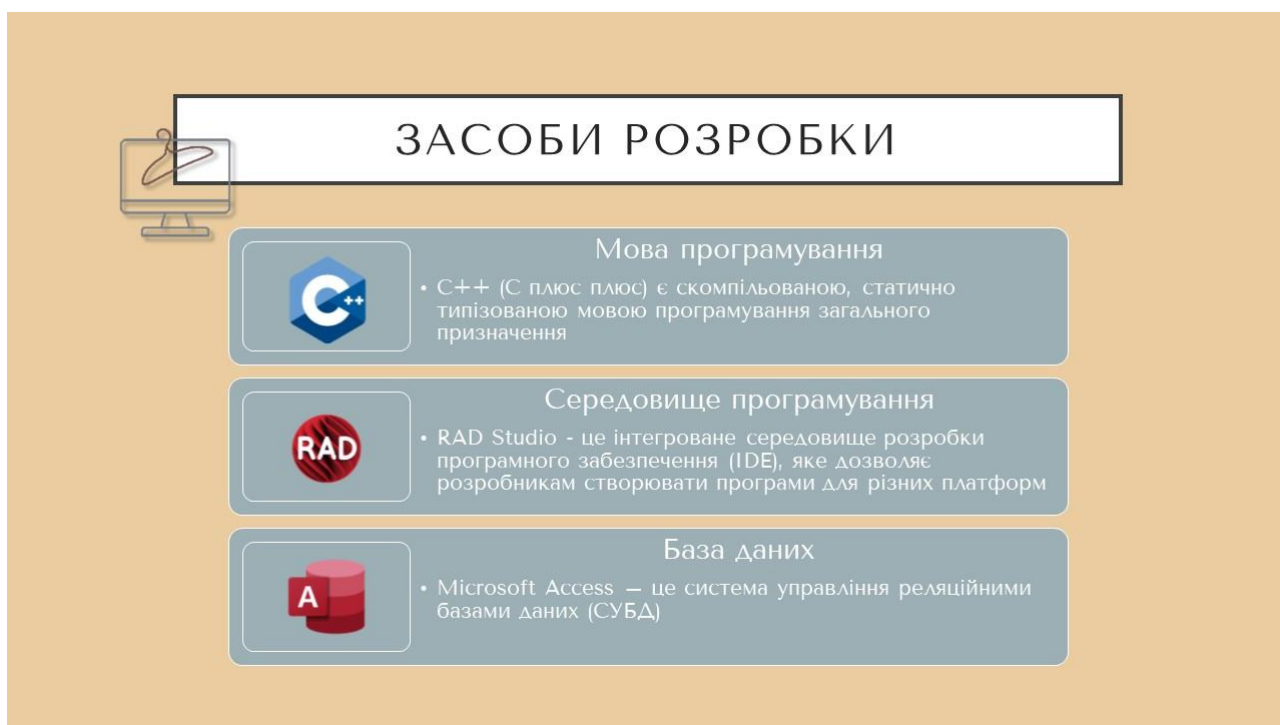 ЗАСОБИ РОЗРОБКИ
C++
Мова програмування
• C++ (С плюс плюс) є скомпільованою, статично
типізованою мовою програмування загального
призначення
RAD
Середовище програмування
• RAD Studio - це інтегроване середовище розробки
програмного забезпечення (IDE), яке дозволяє
розробникам створювати програми для різних платформ
A
База даних
• Microsoft Access – це система управління реляційними
базами даних (СУБД)